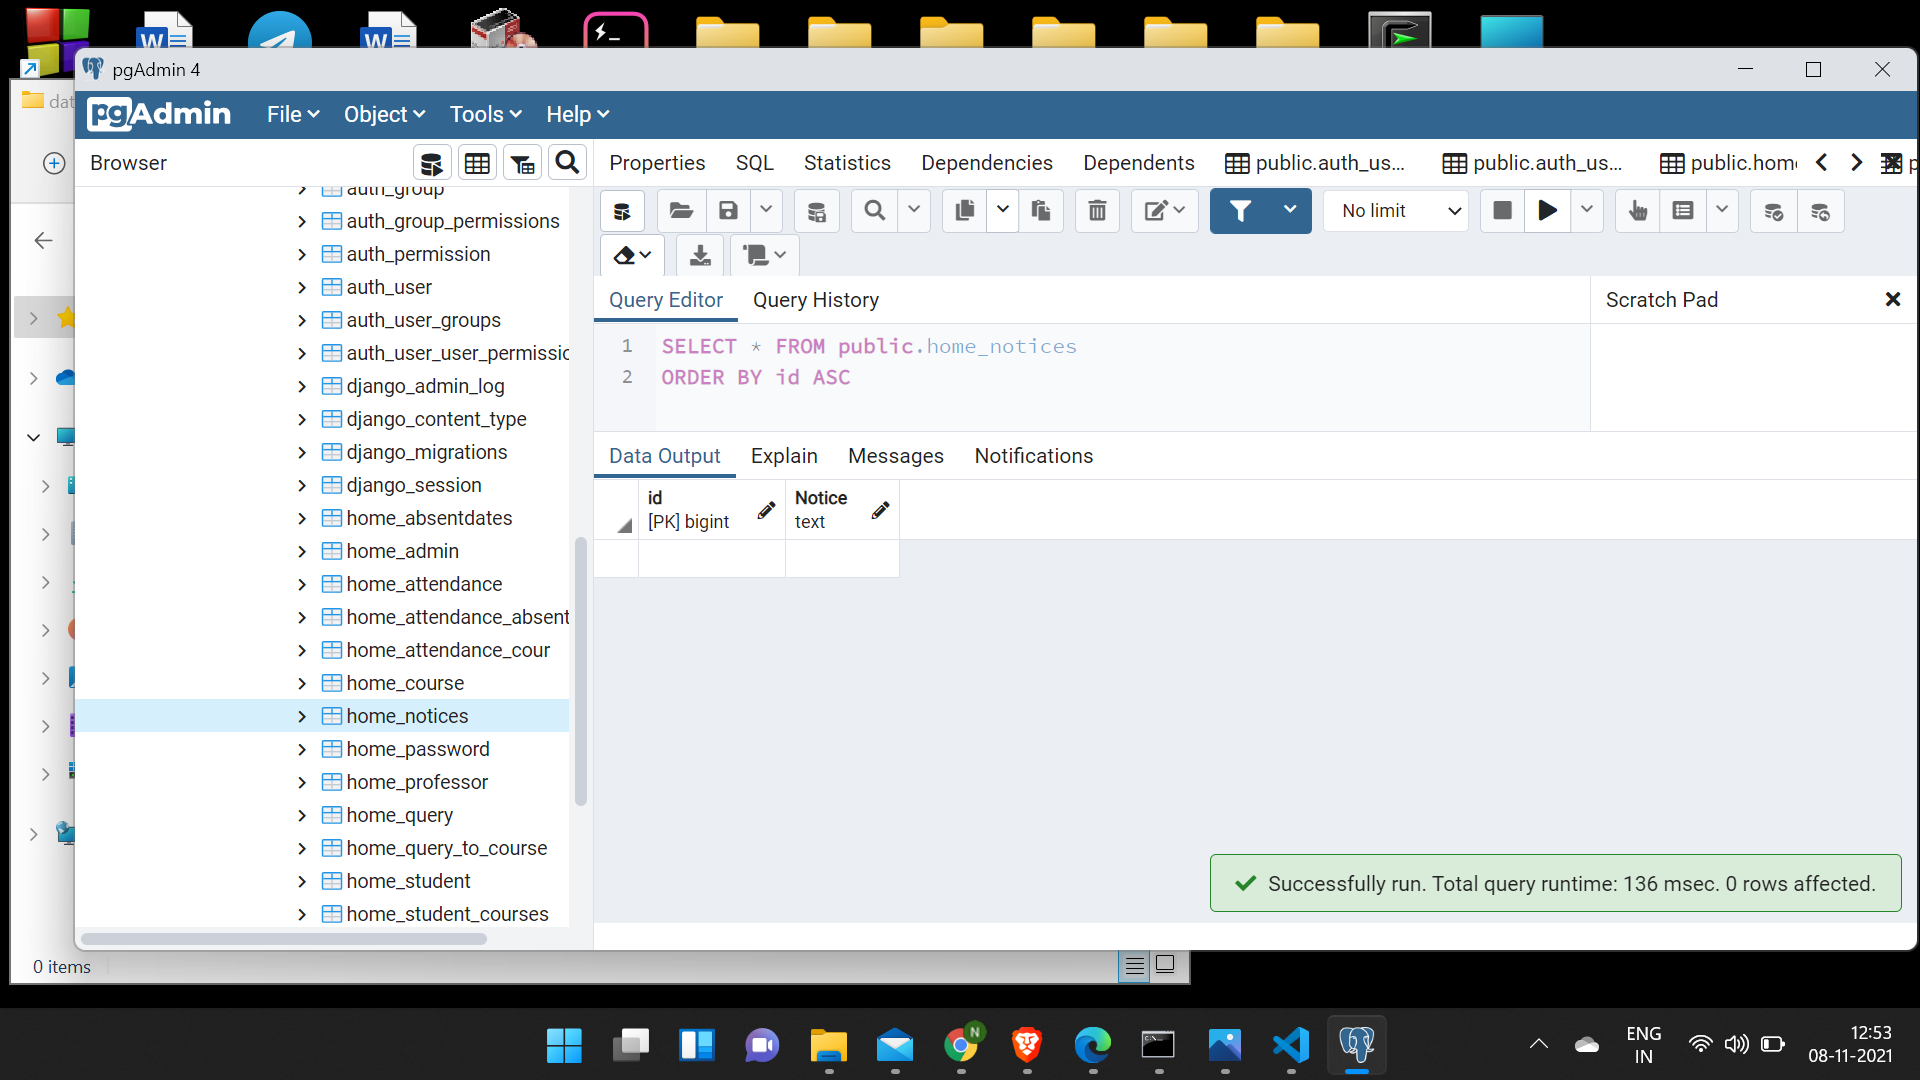 pgAdmin 4
dat
pgAdmin File Object Tools Help
Browser
Properties SQL Statistics Dependencies Dependents public.auth_us... public.auth_us... public.hom
No limit
auth_group
auth_group_permissions
auth_permission
auth_user
auth_user_groups
auth_user_user_permissio
django_admin_log
django_content_type
django_migrations
django_session
home_absentdates
home_admin
home_attendance
home_attendance_absent
home_attendance_cour
home_course
home_notices
home_password
home_professor
home_query
home_query_to_course
home_student
home_student_courses
Query Editor Query History
Scratch Pad
1 SELECT * FROM public.home_notices
2 ORDER BY id ASC
Data Output Explain Messages Notifications
id Notice
[PK] bigint text
Successfully run. Total query runtime: 136 msec. 0 rows affected.
0 items
N
ENG
IN
12:53
08-11-2021